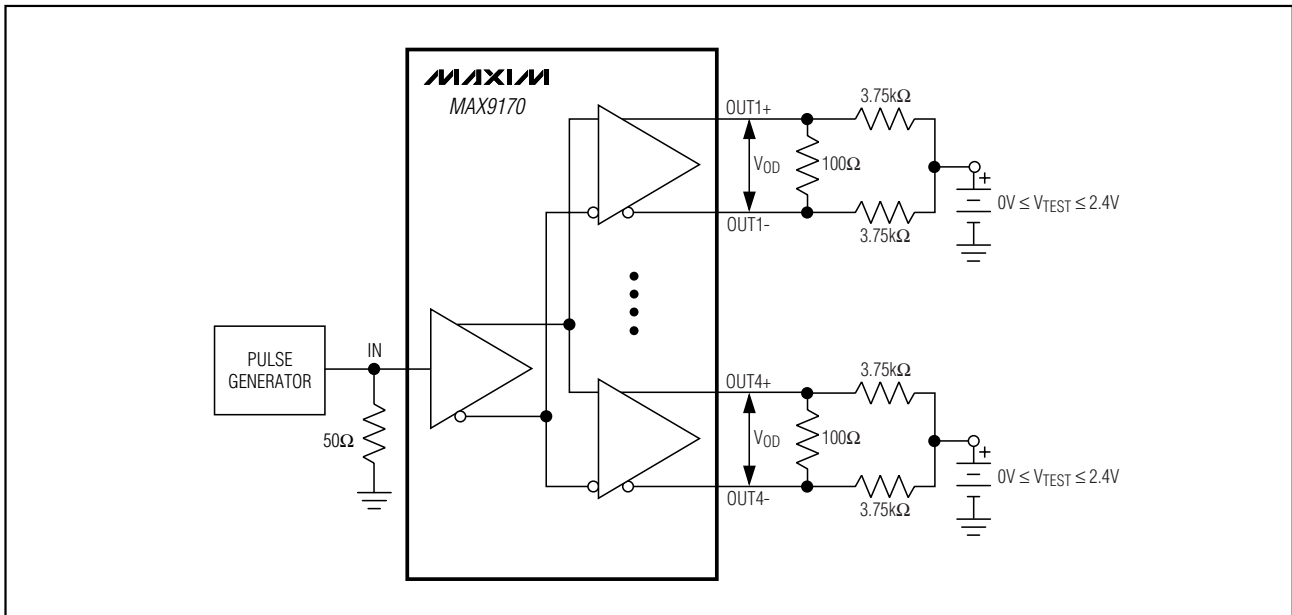 MAXIM
MAX9170
OUT1+
3.75kΩ
VOD
100Ω
OUT1-
3.75kΩ
+
0V ≤ VTEST ≤ 2.4V
PULSE
GENERATOR
IN
50Ω
OUT4+
3.75kΩ
VOD
100Ω
OUT4-
3.75kΩ
+
0V ≤ VTEST ≤ 2.4V